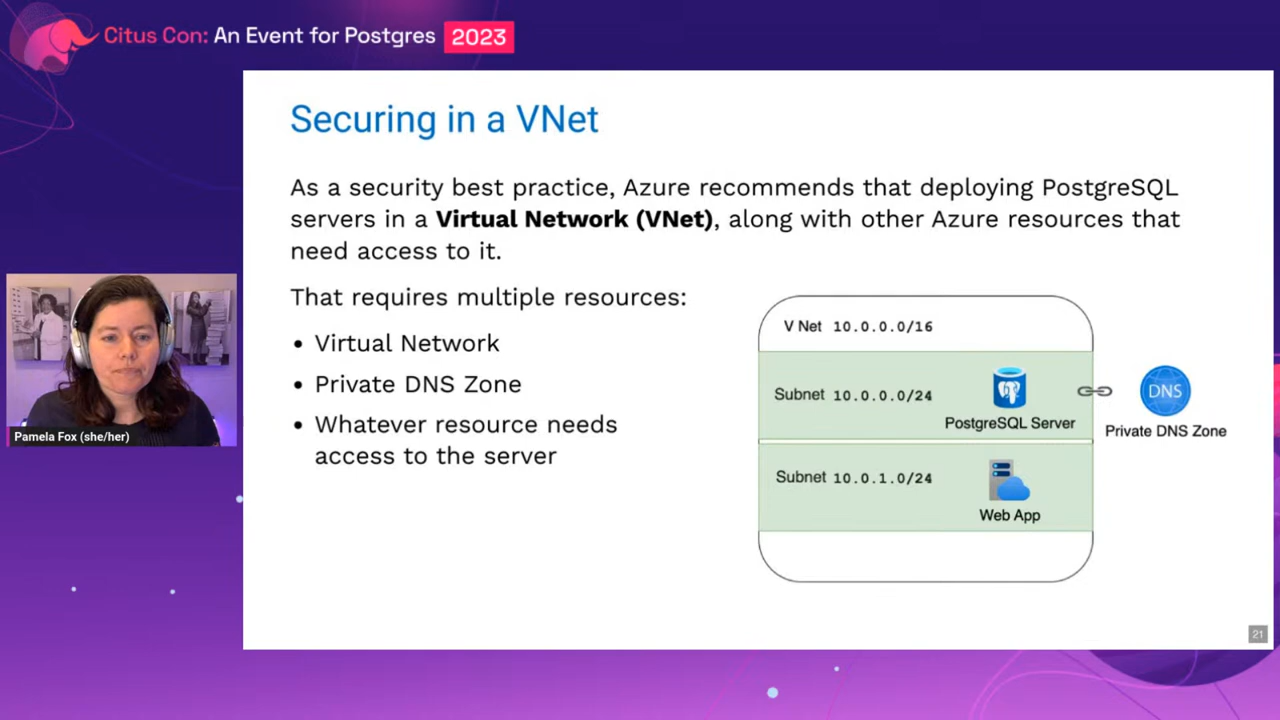 Citus Con: An Event for Postgres 2023
Securing in a VNet
As a security best practice, Azure recommends that deploying PostgreSQL
servers in a Virtual Network (VNet), along with other Azure resources that
need access to it.
That requires multiple resources:
• Virtual Network
• Private DNS Zone
• Whatever resource needs
access to the server
V Net 10.0.0.0/16
Subnet 10.0.0.0/24
PostgreSQL Server
DNS
Private DNS Zone
Subnet 10.0.1.0/24
Web App
Pamela Fox (she/her)
21